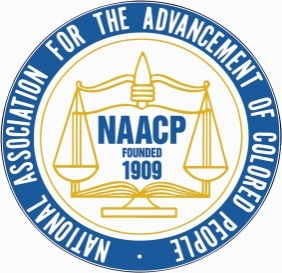 NATIONAL ASSOCIATION FOR THE ADVANCEMENT OF COLORED PEOPLE ·
NAACP
FOUNDED
1909